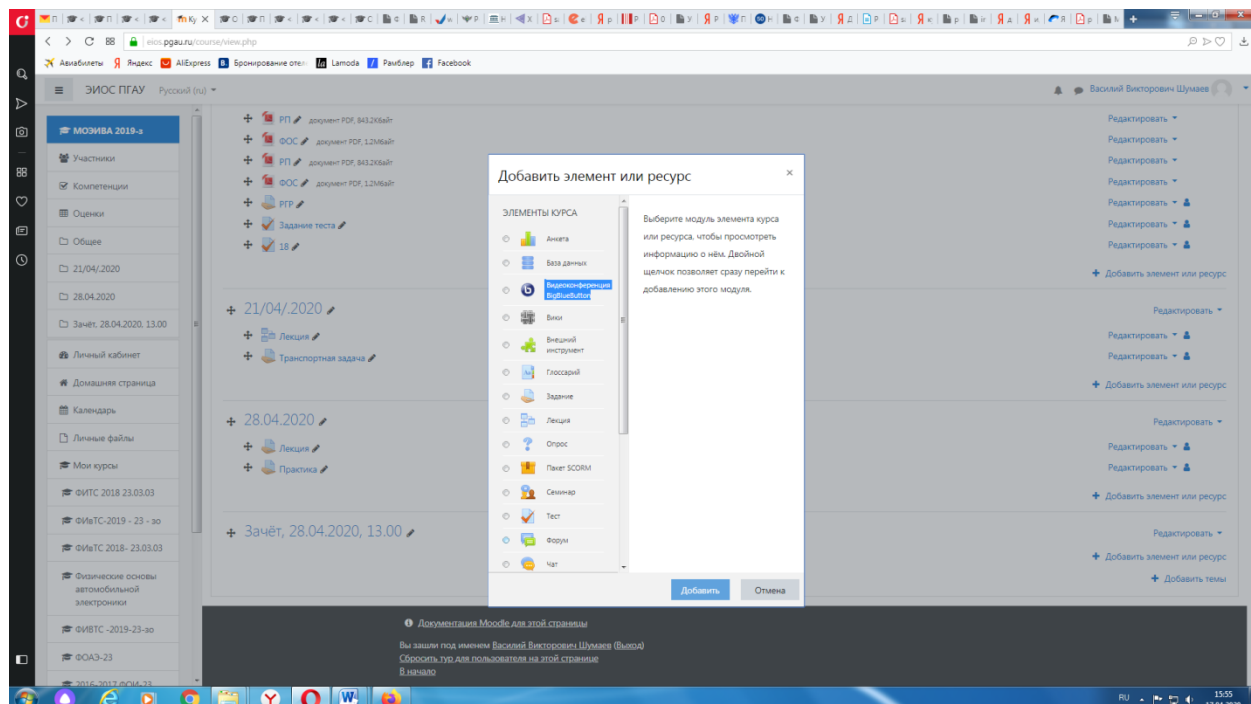 eios.pgau.ru/course/view.php
Авиабилеты Яндекс AliExpress Бронирование отел Lamoda Рамблер Facebook
ЭИОС ПГАУ Русский (ru)
Василий Викторович Шумаев
МОЭИВА 2019-з
Участники
Компетенции
Оценки
Общее
21/04/.2020
28.04.2020
Зачёт. 28.04.2020. 13.00
Личный кабинет
Домашняя страница
Календарь
Личные файлы
Мои курсы
ФИТС 2018 23.03.03
ФИвТС-2019 - 23 - зо
ФИвТС 2018- 23.03.03
Физические основы
автомобильной
электроники
ФИВТС -2019-23-зо
ФОАЭ-23
2016-2017 ФОИ-23
РП документ PDF, 843.2Кбайт
Редактировать
ФОС документ PDF, 1.2Мбайт
Редактировать
РП документ PDF, 843.2Кбайт
Редактировать
ФОС документ PDF, 1.2Мбайт
Редактировать
РГР
Редактировать
Задание теста
Редактировать
18
Редактировать
Добавить элемент или ресурс
21/04/.2020
Редактировать
Лекция
Редактировать
Транспортная задача
Редактировать
Добавить элемент или ресурс
28.04.2020
Редактировать
Лекция
Редактировать
Практика
Редактировать
Добавить элемент или ресурс
Зачёт, 28.04.2020, 13.00
Редактировать
Добавить элемент или ресурс
Добавить темы
Добавить элемент или ресурс
×
ЭЛЕМЕНТЫ КУРСА
Анкета
База данных
Видеоконференция
BigBlueButton
Вики
Внешний
инструмент
Глоссарий
Задание
Лекция
Опрос
Пакет SCORM
Семинар
Тест
Форум
Чат
Выберите модуль элемента курса
или ресурса, чтобы просмотреть
информацию о нём. Двойной
щелчок позволяет сразу перейти к
добавлению этого модуля.
Добавить Отмена
Документация Moodle для этой страницы
Вы зашли под именем Василий Викторович Шумаев (Выход)
Сбросить тур для пользователя на этой странице
В начало
RU
15:55
17.04.2020